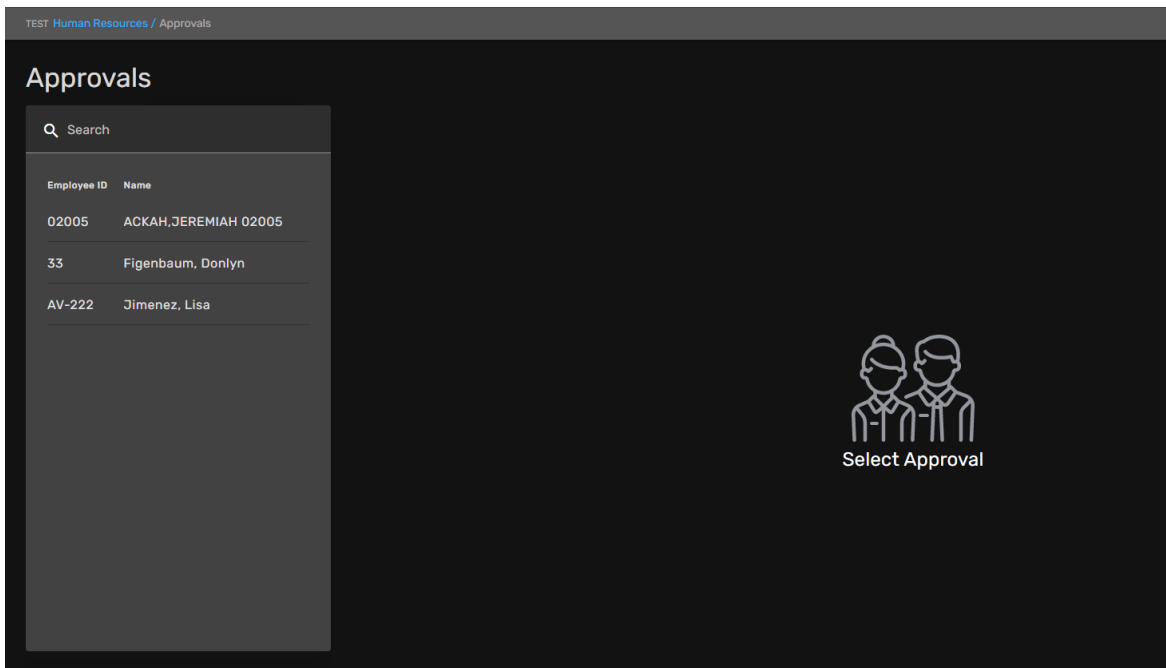 TEST Human Resources / Approvals
Approvals
Search
Employee ID Name
02005 ACKAH,JEREMIAH 02005
33 Figenbaum, Donlyn
AV-222 Jimenez, Lisa
Select Approval